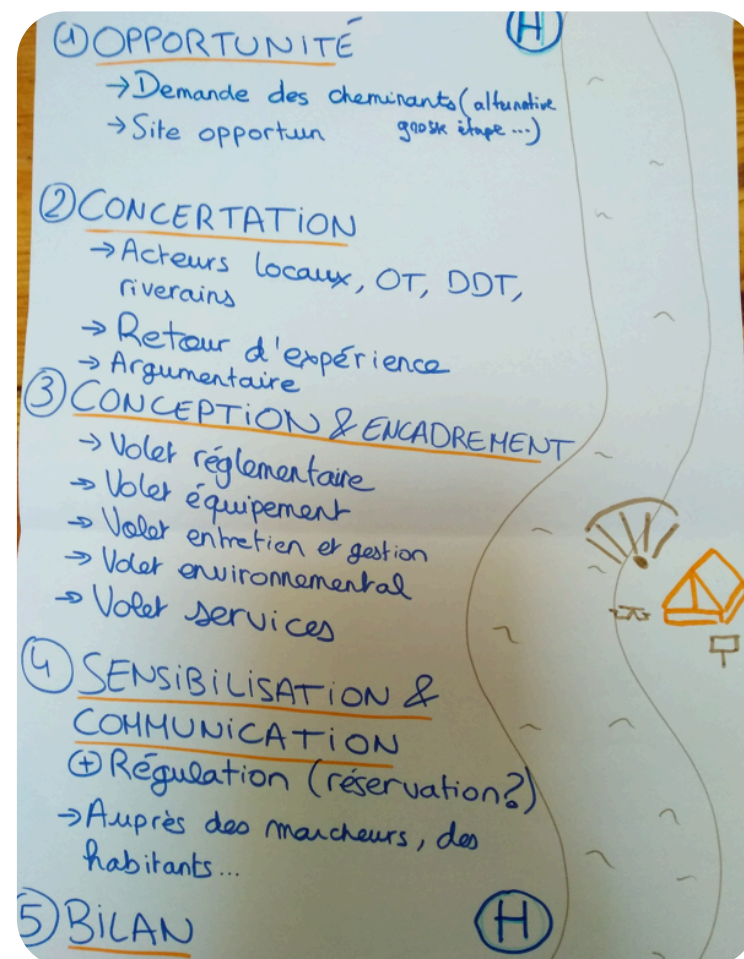 ① OPPORTUNITÉ
H
→ Demande des cheminants (alternative
→ Site opportun grosse étape ...)
② CONCERTATION
→ Acteurs locaux, OT, DDT,
riverains
→ Retour d'expérience
→ Argumentaire
③ CONCEPTION & ENCADREMENT
→ Volet réglementaire
→ Volet équipement
→ Volet entretien et gestion
→ Volet environnemental
→ Volet services
④ SENSIBILISATION &
COMMUNICATION
⊕ Régulation (réservation?)
→ Auprès des marcheurs, des
habitants...
⑤ BILAN
H